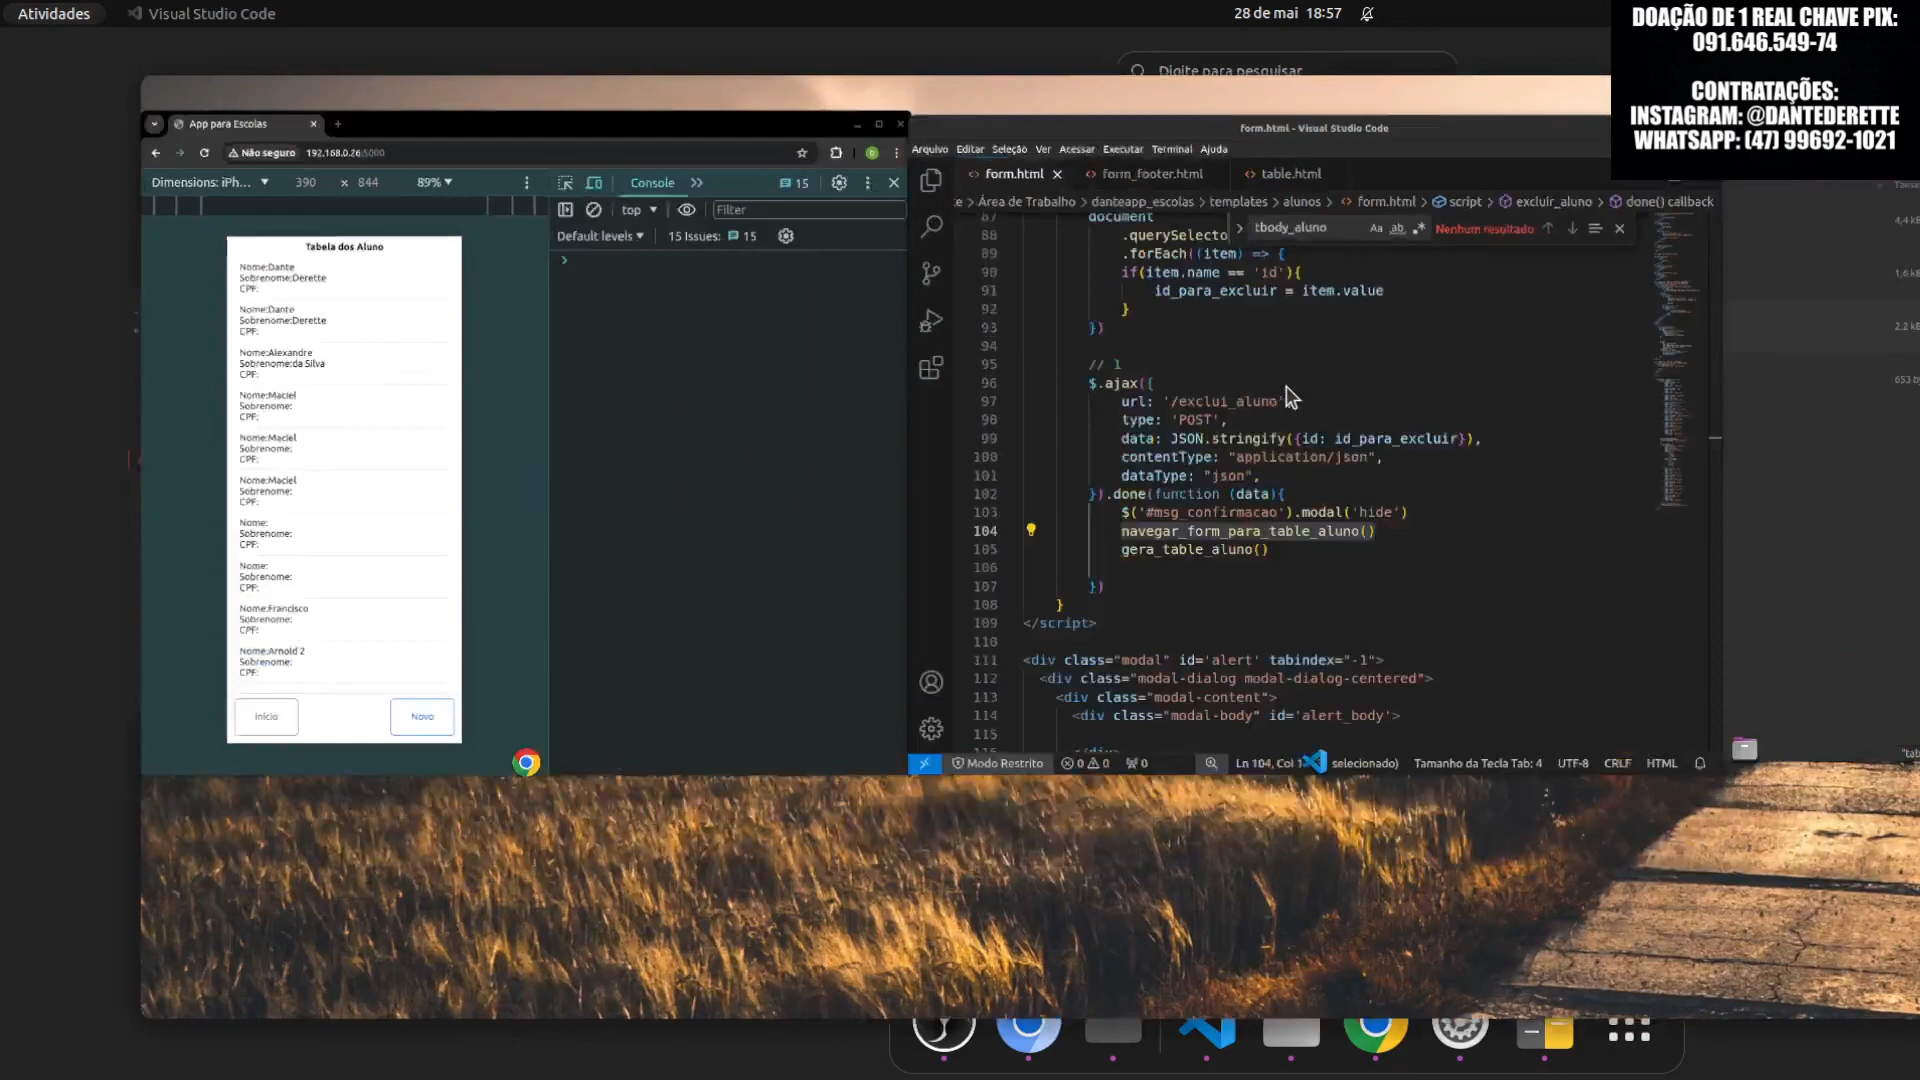 Atividades
Visual Studio Code
28 de mai 18:57
DOAÇÃO DE 1 REAL CHAVE PIX:
091.646.549-74
CONTRATAÇÕES:
INSTAGRAM: @DANTEDERETTE
WHATSAPP: (47) 99692-1021
Digite para pesquisar
App para Escolas
Não seguro
192.168.0.26:5000
Dimensions: iPh...
390
x
844
89%
Console
15
top
Filter
Default levels
15 Issues:
15
Tabela dos Aluno
Nome:Dante
Sobrenome:Derette
CPF:
Nome:Dante
Sobrenome:Derette
CPF:
Nome:Alexandre
Sobrenome:da Silva
CPF:
Nome:Maciel
Sobrenome:
CPF:
Nome:Maciel
Sobrenome:
CPF:
Nome:Maciel
Sobrenome:
CPF:
Nome:
Sobrenome:
CPF:
Nome:
Sobrenome:
CPF:
Nome:Francisco
Sobrenome:
CPF:
Nome:Arnold 2
Sobrenome:
CPF:
Início
Novo
form.html - Visual Studio Code
Arquivo Editar Seleção Ver Acessar Executar Terminal Ajuda
form.html
form_footer.html
table.html
Área de Trabalho > danteapp_escolas > templates > alunos > form.html > script > excluir_aluno > done() callback
tbody_aluno
Nenhum resultado
87 document
88 .querySelecto
89 .forEach((item) => {
90 if(item.name == 'id'){
91 id_para_excluir = item.value
92 }
93 })
94
95 // 1
96 $.ajax({
97 url: '/exclui_aluno'
98 type: 'POST',
99 data: JSON.stringify({id: id_para_excluir}),
100 contentType: "application/json",
101 dataType: "json",
102 }).done(function (data){
103 $('#msg_confirmacao').modal('hide')
104 navegar_form_para_table_aluno()
105 gera_table_aluno()
106
107 })
108 }
109 </script>
110
111 <div class="modal" id='alert' tabindex="-1">
112 <div class="modal-dialog modal-dialog-centered">
113 <div class="modal-content">
114 <div class="modal-body" id='alert_body'>
115
Modo Restrito
0
0
0
Ln 104, Col 1
selecionado)
Tamanho da Tecla Tab: 4
UTF-8
CRLF
HTML